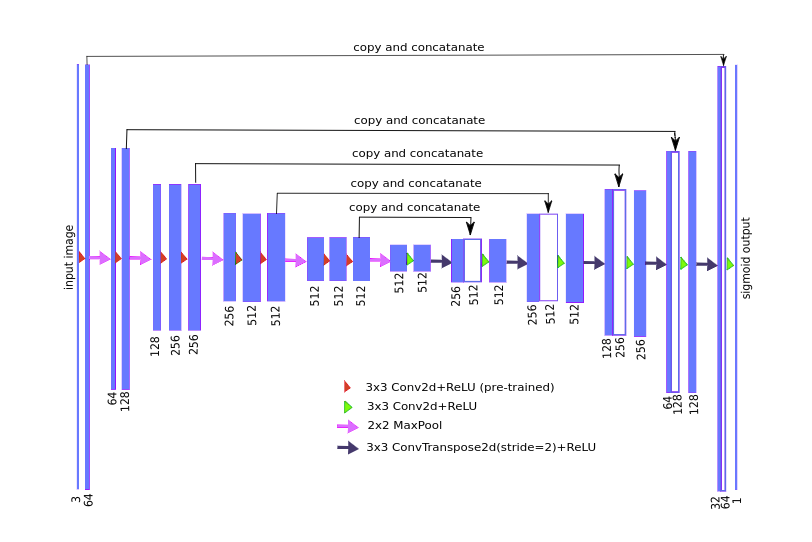 copy and concatanate
copy and concatanate
copy and concatanate
copy and concatanate
copy and concatanate
input image
sigmoid output
3
64
64
128
128
256
256
256
512
512
512
512
512
512
512
256
512
512
256
512
512
128
256
256
64
128
128
32
64
1
3x3 Conv2d+ReLU (pre-trained)
3x3 Conv2d+ReLU
2x2 MaxPool
3x3 ConvTranspose2d(stride=2)+ReLU